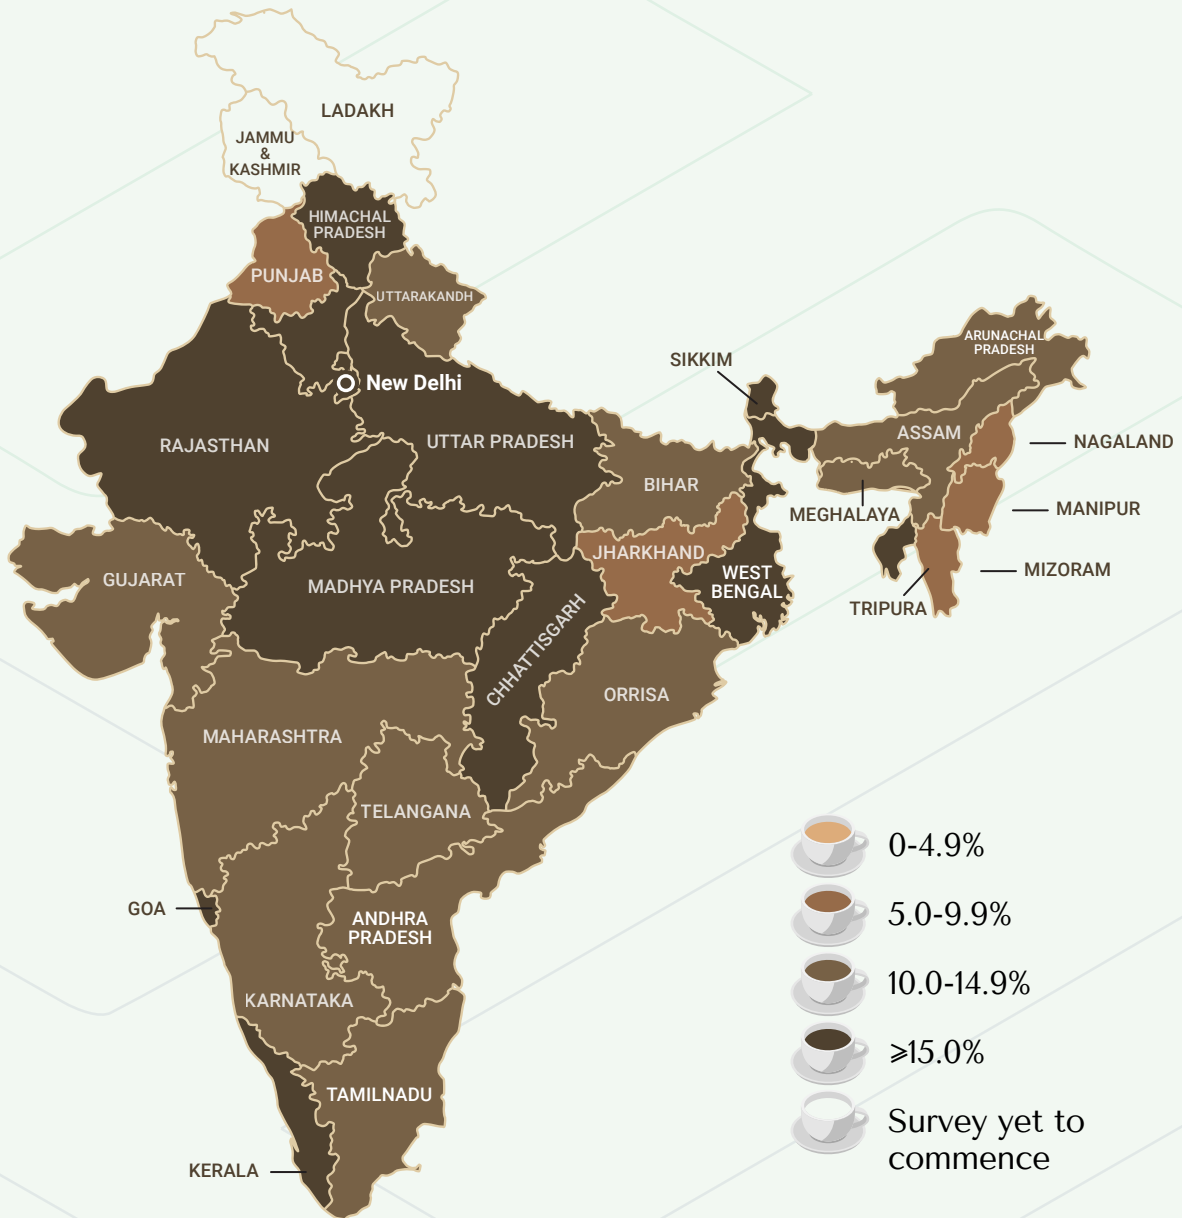 LADAKH
JAMMU
&
KASHMIR
HIMACHAL
PRADESH
PUNJAB
UTTARAKANDH
ARUNACHAL
PRADESH
SIKKIM
New Delhi
RAJASTHAN
UTTAR PRADESH
ASSAM
NAGALAND
BIHAR
MEGHALAYA
MANIPUR
JHARKHAND
GUJARAT
MADHYA PRADESH
WEST
BENGAL
MIZORAM
TRIPURA
CHHATTISGARH
ORRISA
MAHARASHTRA
TELANGANA
GOA
ANDHRA
PRADESH
KARNATAKA
TAMILNADU
KERALA
0-4.9%
5.0-9.9%
10.0-14.9%
⩾15.0%
Survey yet to
commence